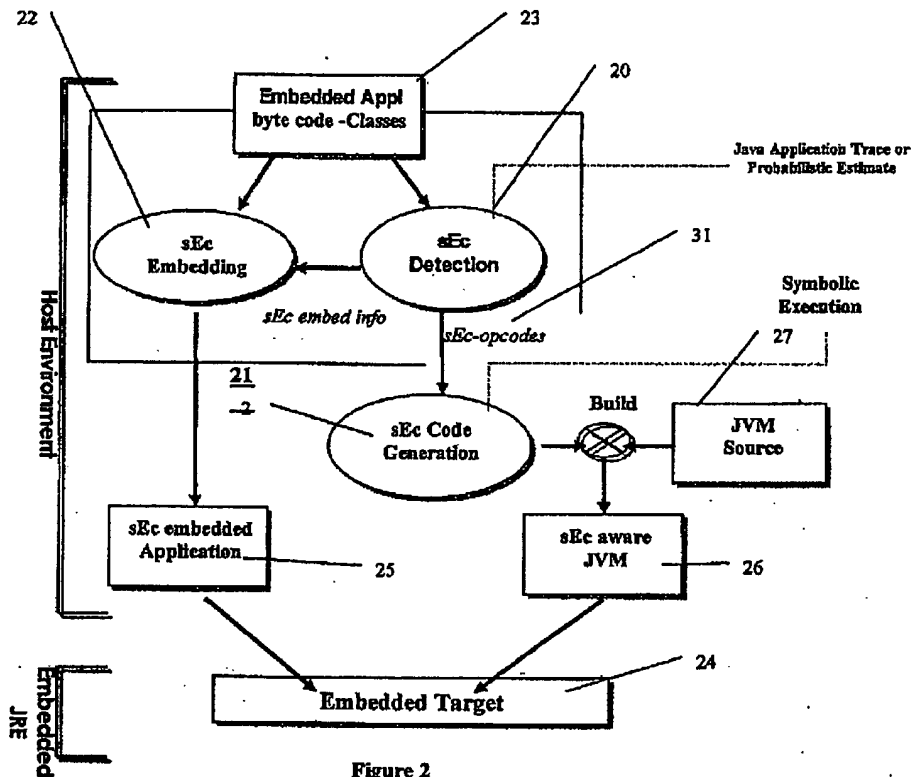 22
23
20
Embedded Appl
byte code -Classes
Java Application Trace or
Probabilistic Estimate
sEc
Embedding
sEc
Detection
31
sEc embed info
sEc-opcodes
Symbolic
Execution
27
21
2
sEc Code
Generation
Build
JVM
Source
Host Environment
sEc embedded
Application
25
sEc aware
JVM
26
24
Embedded Target
Embedded
JRE
Figure 2